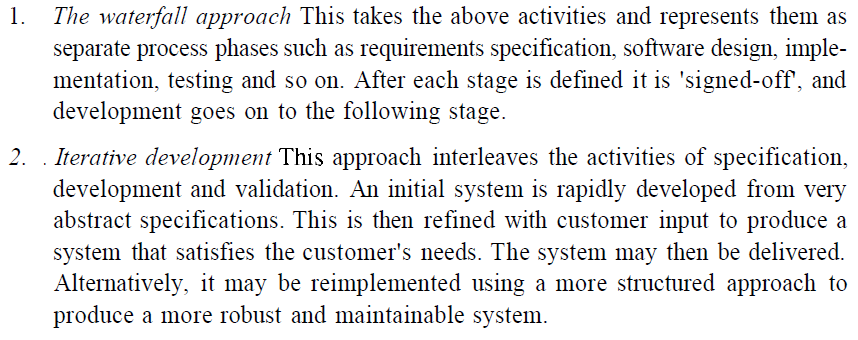 1. The waterfall approach This takes the above activities and represents them as
separate process phases such as requirements specification, software design, imple-
mentation, testing and so on. After each stage is defined it is 'signed-off', and
development goes on to the following stage.
2. . Iterative development This approach interleaves the activities of specification,
development and validation. An initial system is rapidly developed from very
abstract specifications. This is then refined with customer input to produce a
system that satisfies the customer's needs. The system may then be delivered.
Alternatively, it may be reimplemented using a more structured approach to
produce a more robust and maintainable system.